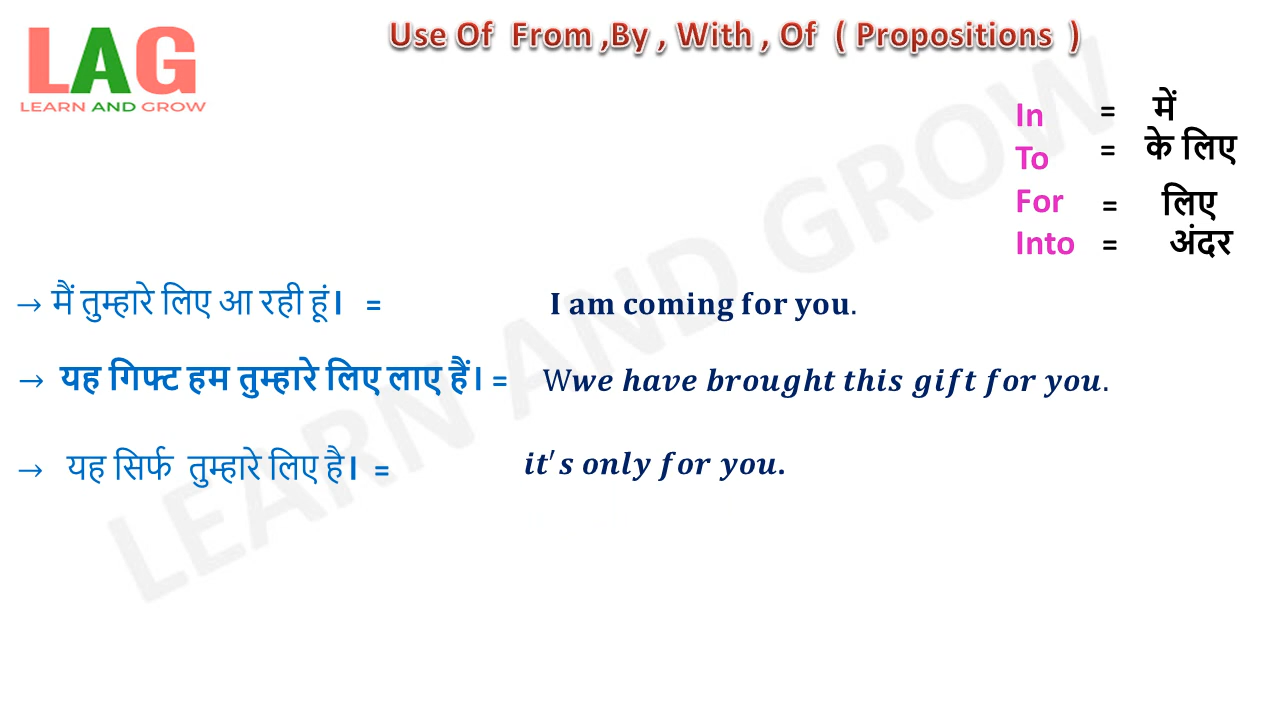 Use Of From ,By , With , Of ( Propositions )
LAG
LEARN AND GROW
In = में
To = के लिए
For = लिए
Into = अंदर
→ मैं तुम्हारे लिए आ रही हूं। = I am coming for you.
→ यह गिफ्ट हम तुम्हारे लिए लाए हैं। = Wwe have brought this gift for you.
→ यह सिर्फ तुम्हारे लिए है। = it's only for you.
LEARN AND GROW